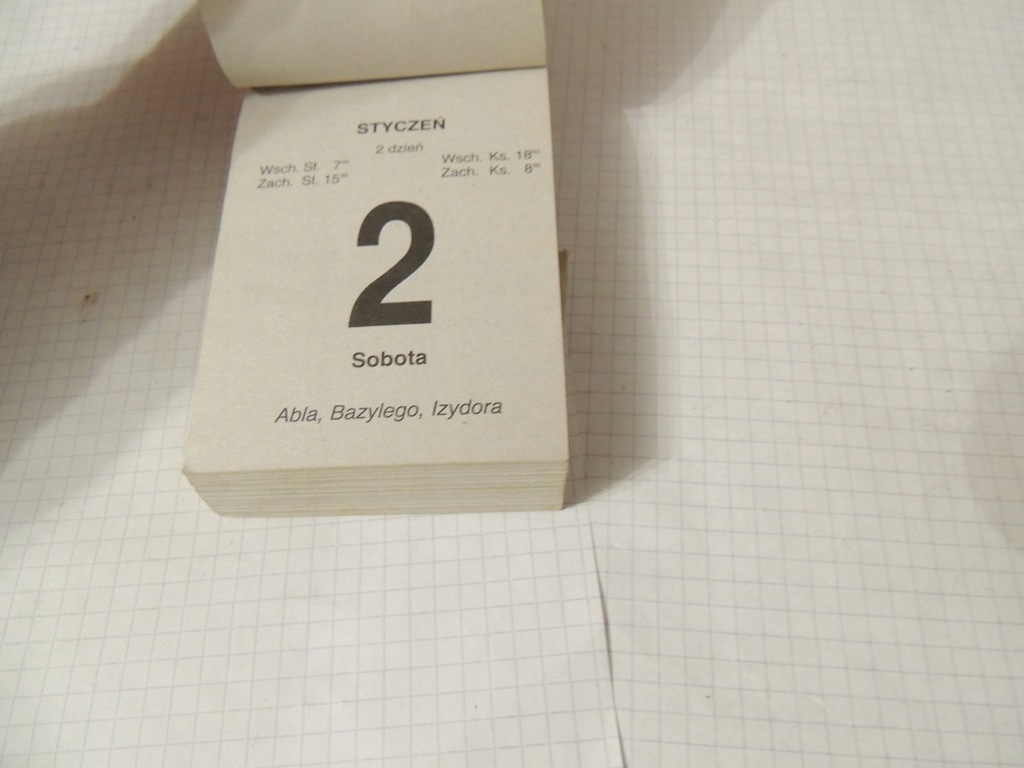 STYCZEŃ
2 dzień
Wsch. Sł. 7
Zach. Sł. 15
Wsch. Ks. 18
Zach. Ks. 8
2
Sobota
Abla, Bazylego, Izydora